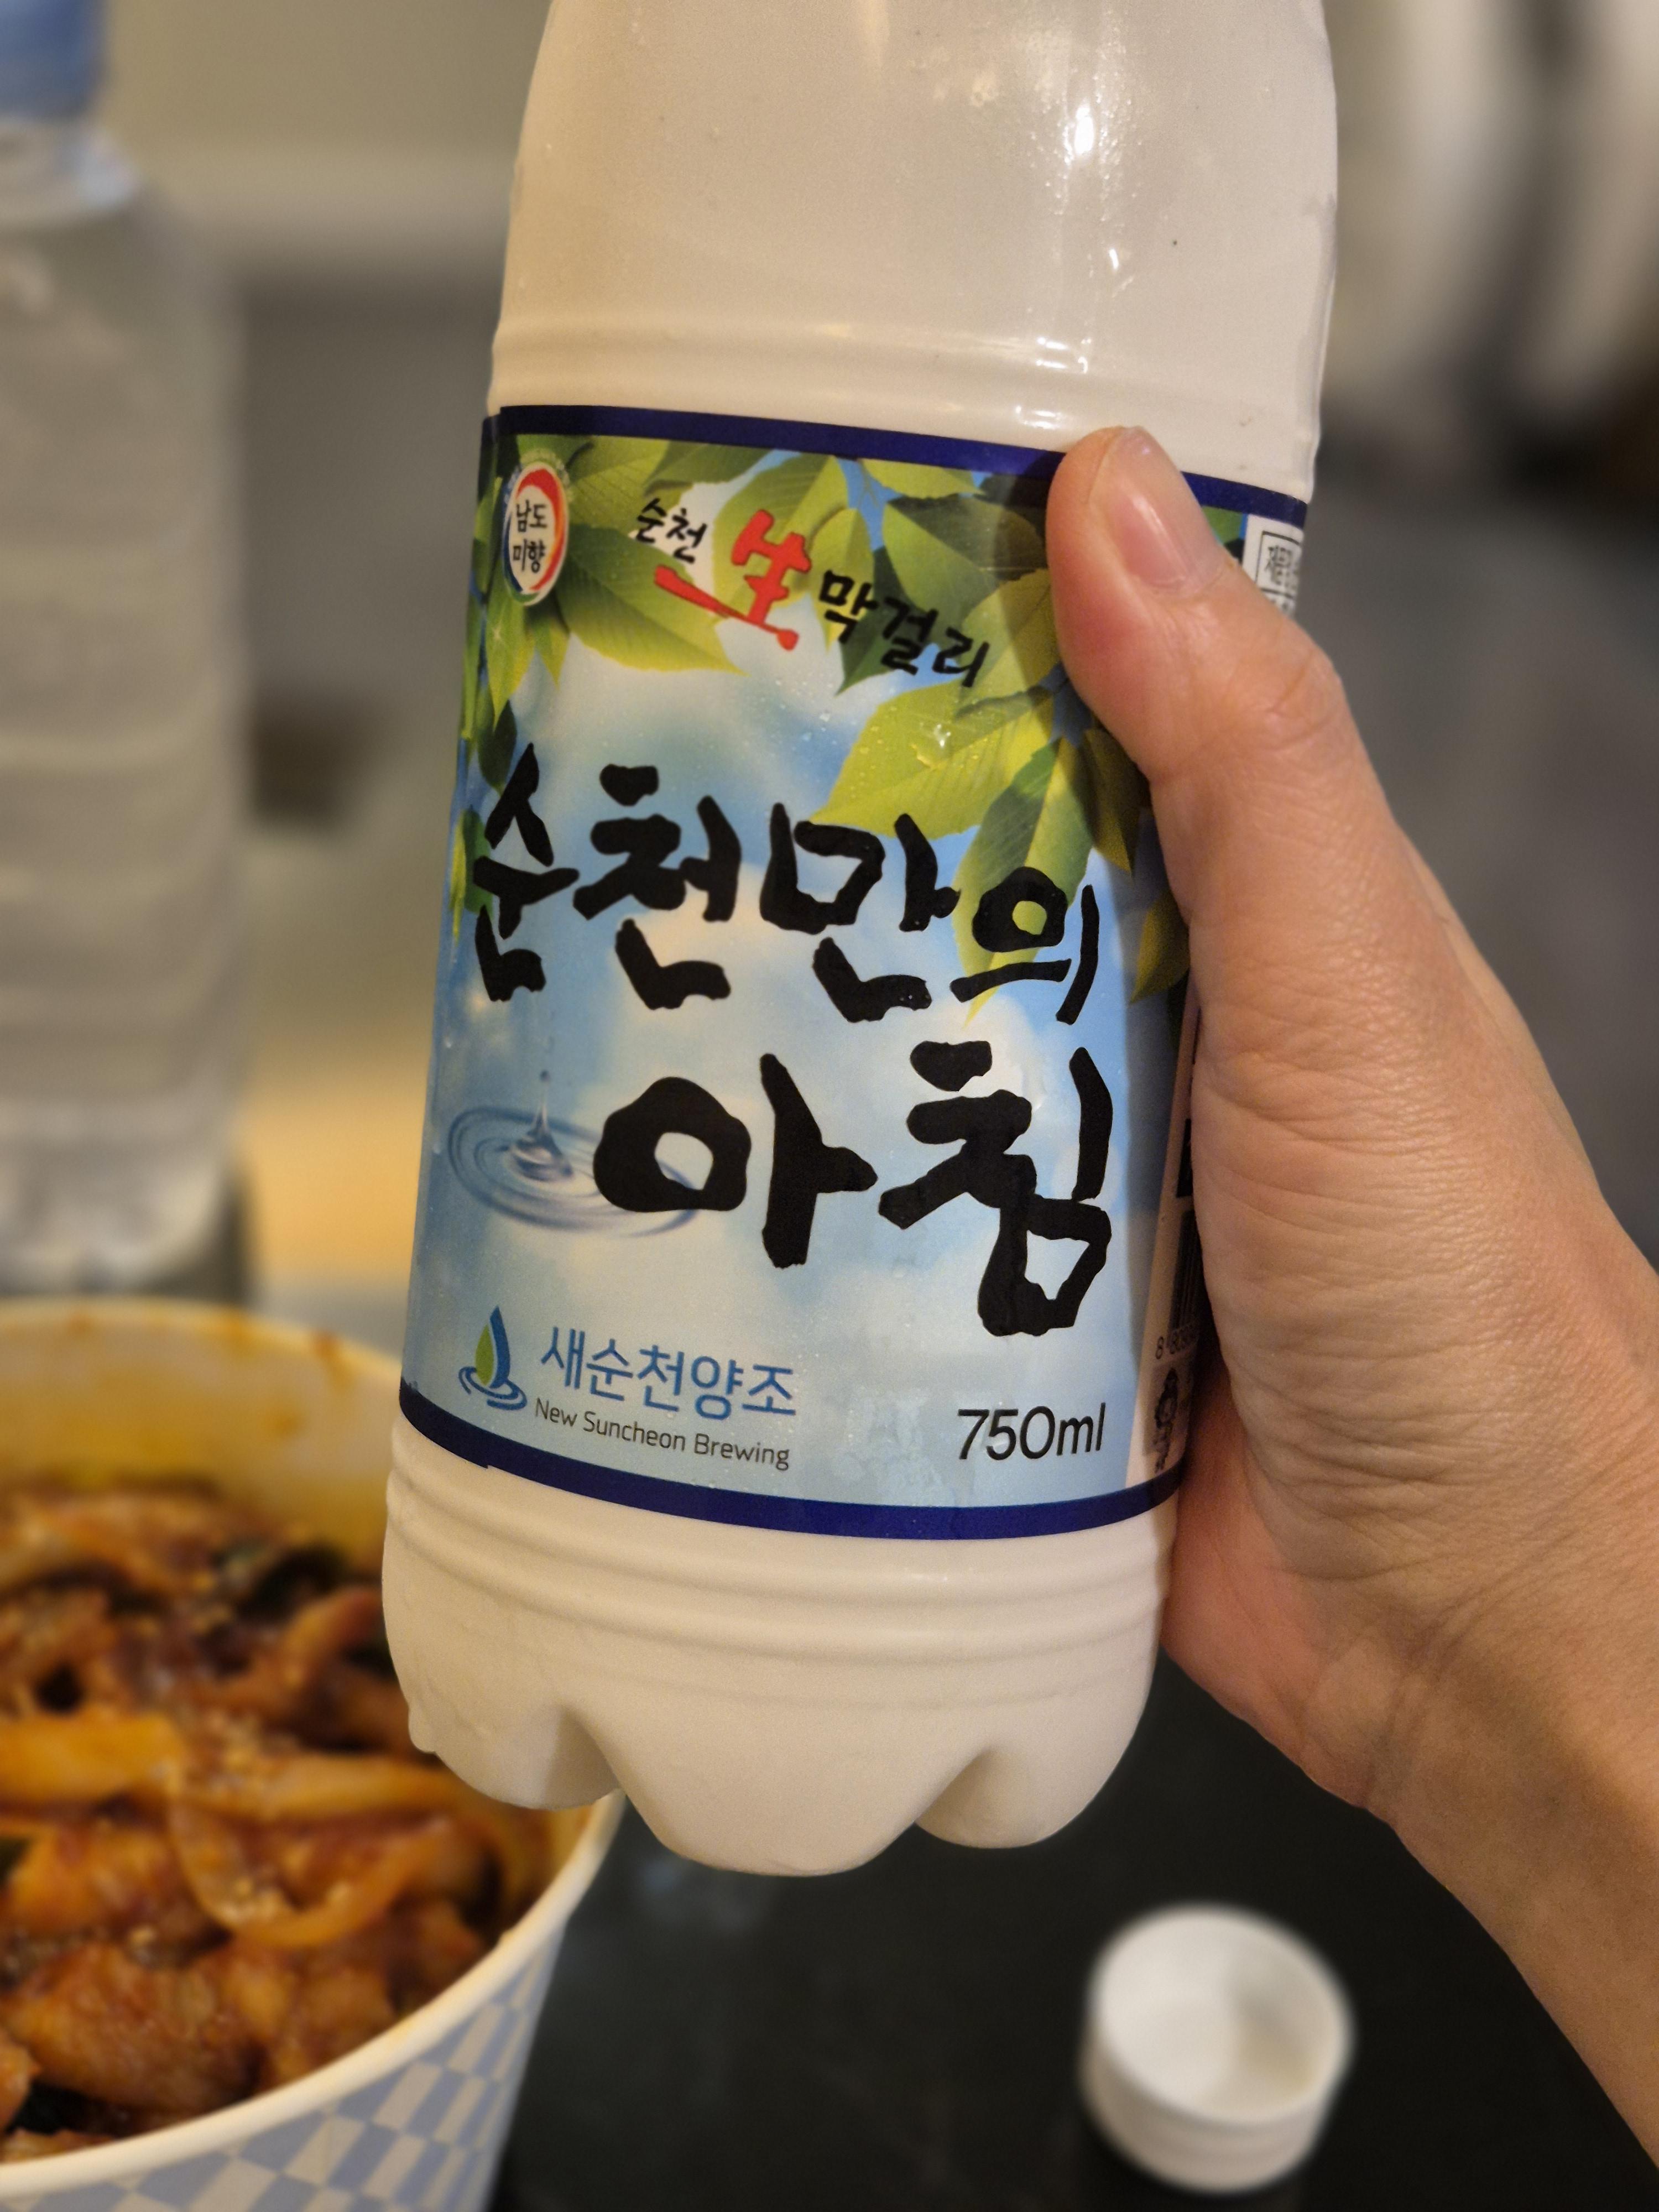 남도
미향
순천 生 막걸리
순천만의
아침
새순천양조
New Suncheon Brewing
750ml